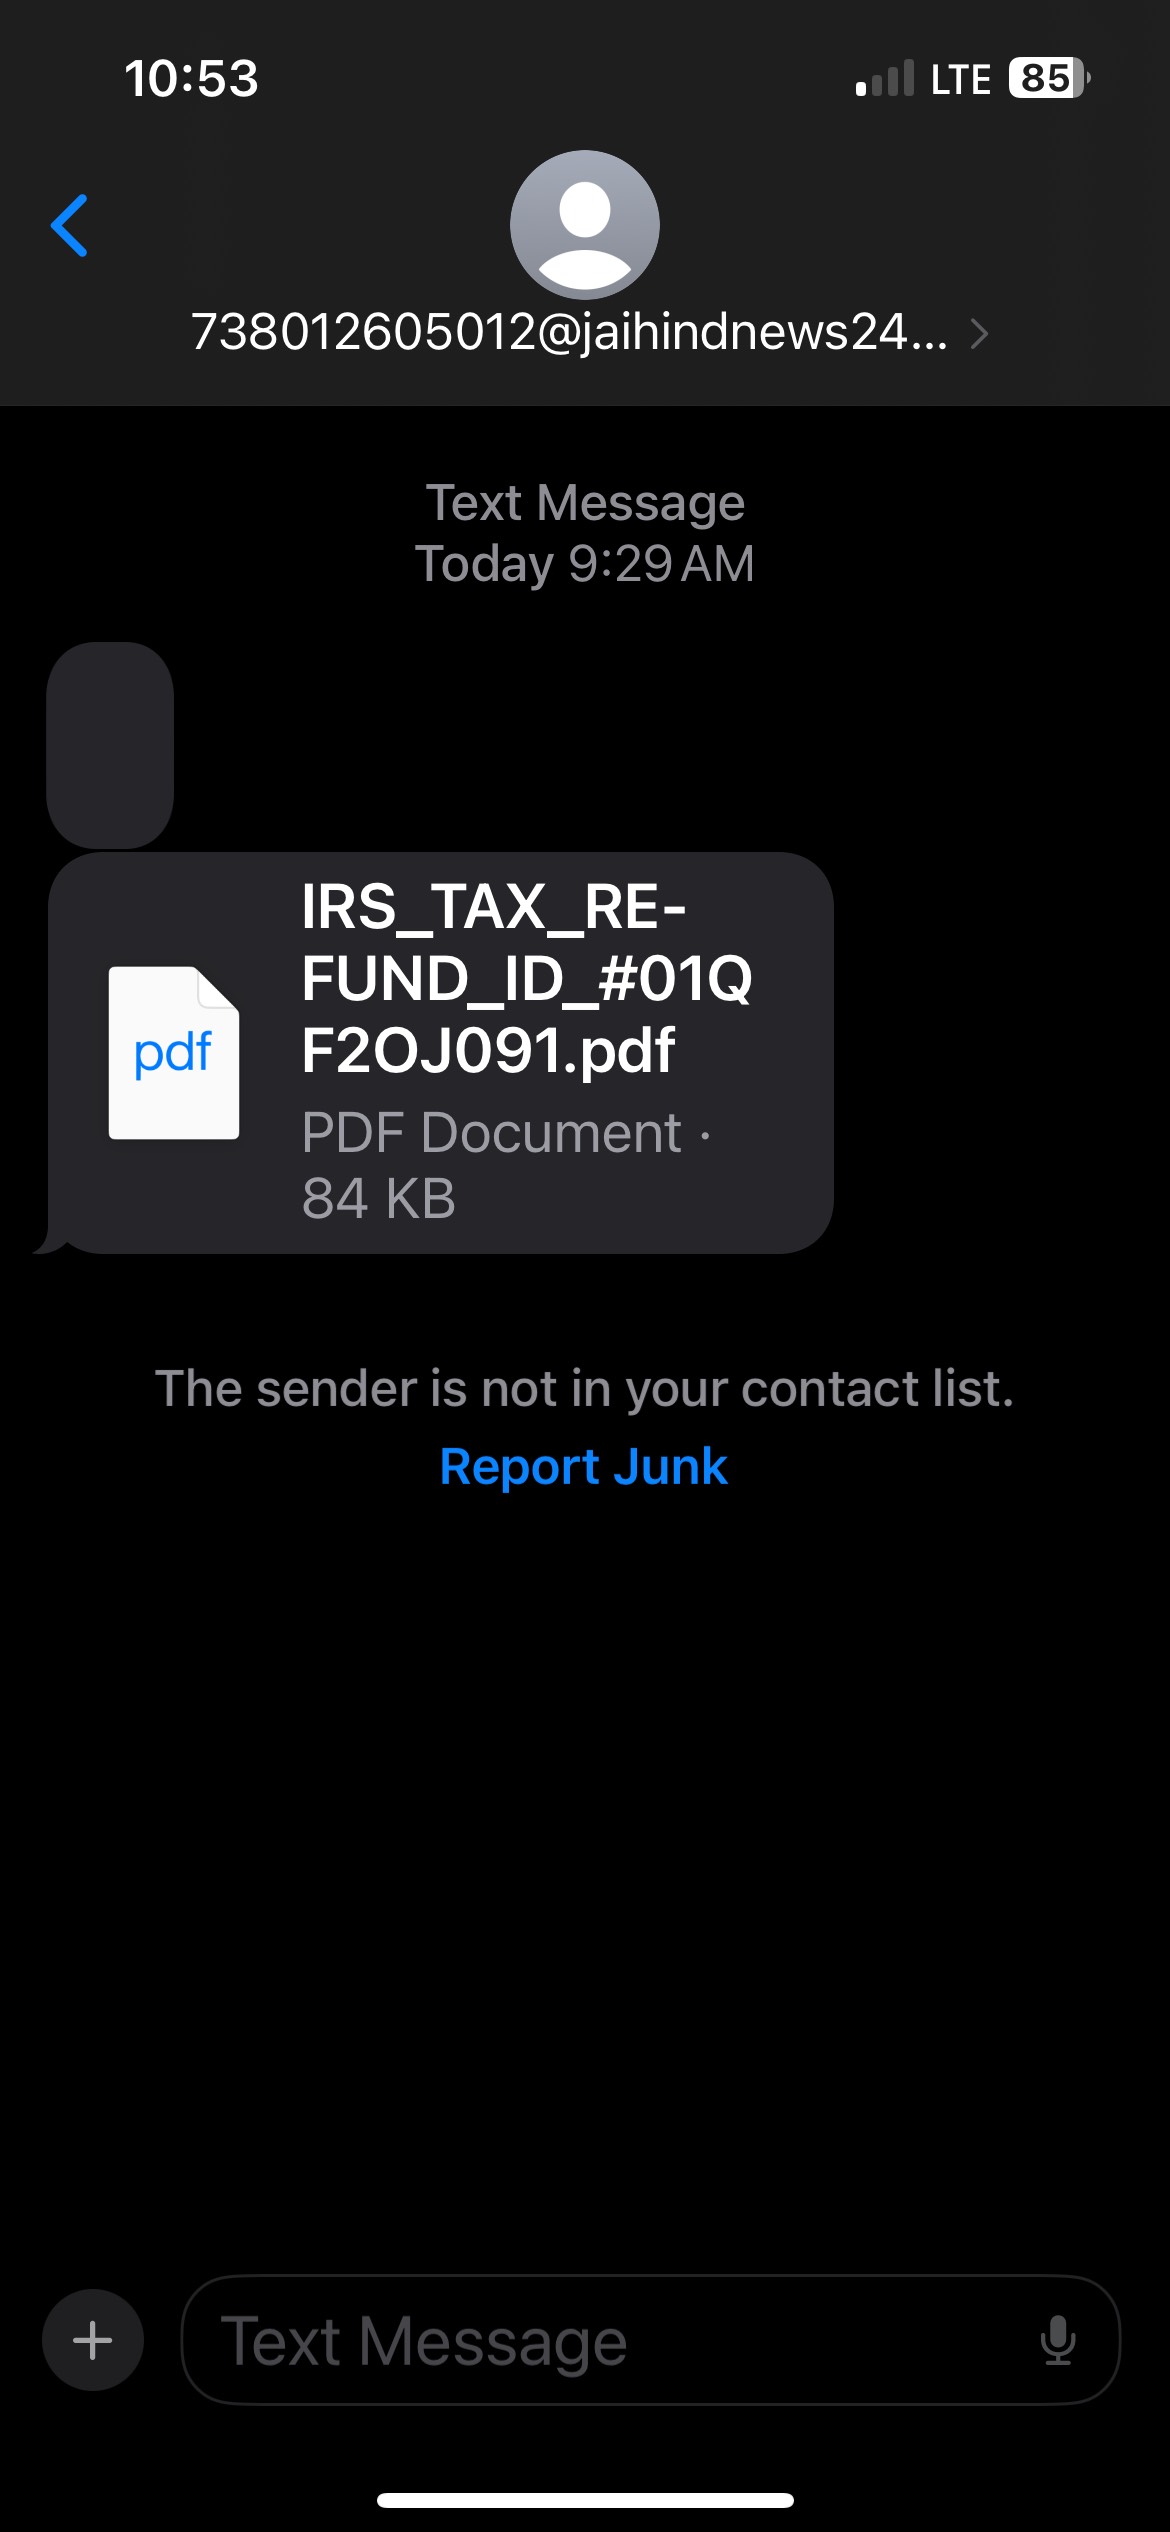 10:53
LTE 85
738012605012@jaihindnews24...
Text Message
Today 9:29 AM
IRS_TAX_RE-
FUND_ID_#01Q
F2OJ091.pdf
pdf
PDF Document ·
84 KB
The sender is not in your contact list.
Report Junk
Text Message